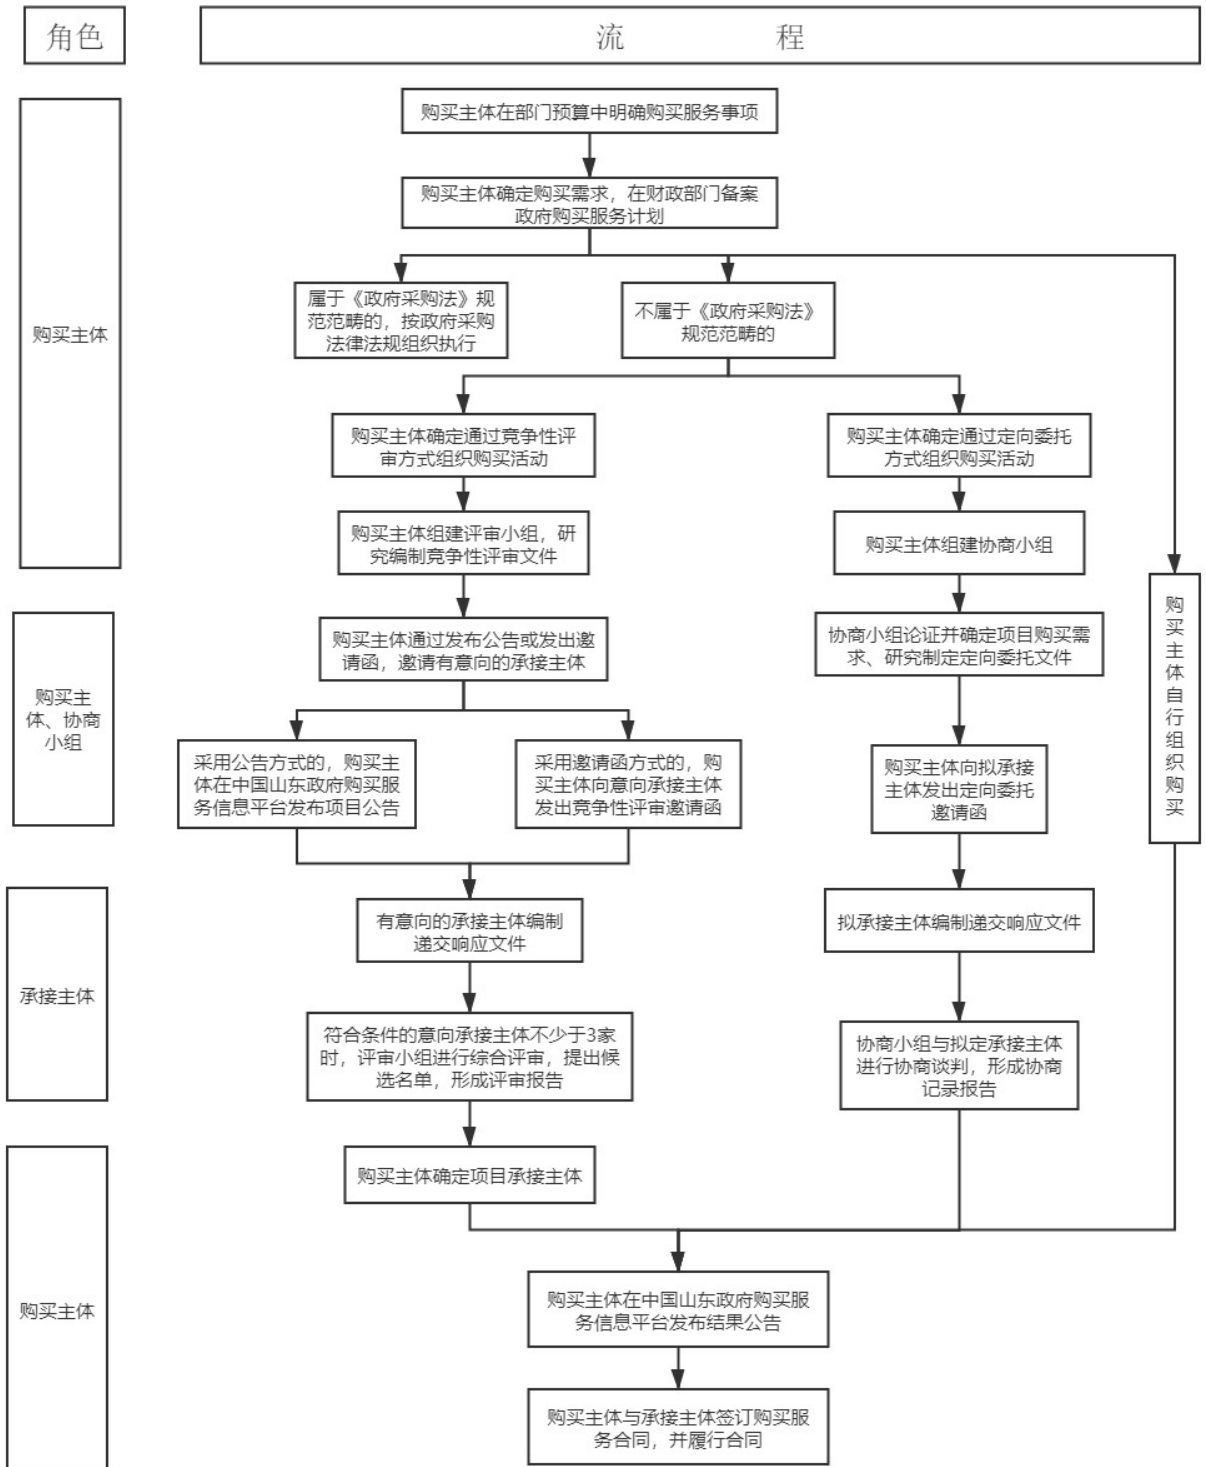 角色
流 程
购买主体在部门预算中明确购买服务事项
购买主体确定购买需求，在财政部门备案
政府购买服务计划
属于《政府采购法》规
范范畴的，按政府采购
法律法规组织执行
不属于《政府采购法》
规范范畴的
购买主体
购买主体确定通过竞争性评
审方式组织购买活动
购买主体确定通过定向委托
方式组织购买活动
购买主体组建评审小组，研
究编制竞争性评审文件
购买主体组建协商小组
购买主体自行组织购买
购买主体通过发布公告或发出邀
请函，邀请有意向的承接主体
协商小组论证并确定项目购买需
求、研究制定定向委托文件
购买主
体、协商
小组
采用公告方式的，购买主
体在中国山东政府购买服
务信息平台发布项目公告
采用邀请函方式的，购
买主体向意向承接主体
发出竞争性评审邀请函
购买主体向拟承接
主体发出定向委托
邀请函
有意向的承接主体编制
递交响应文件
拟承接主体编制递交响应文件
承接主体
符合条件的意向承接主体不少于3家
时，评审小组进行综合评审，提出候
选名单，形成评审报告
协商小组与拟定承接主体
进行协商谈判，形成协商
记录报告
购买主体确定项目承接主体
购买主体
购买主体在中国山东政府购买服
务信息平台发布结果公告
购买主体与承接主体签订购买服
务合同，并履行合同